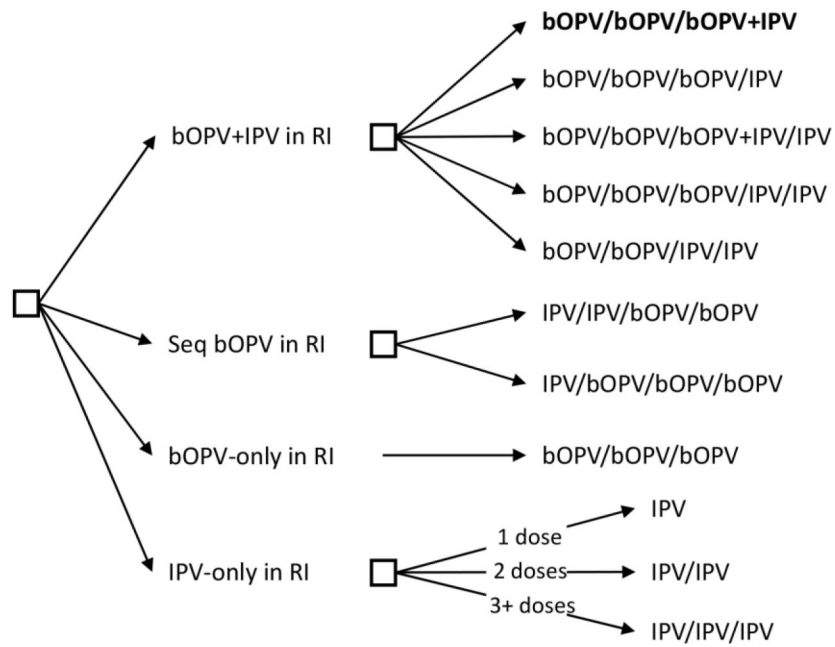 bOPV+IPV in RI
bOPV/bOPV/bOPV+IPV
bOPV/bOPV/bOPV/IPV
bOPV/bOPV/bOPV+IPV/IPV
bOPV/bOPV/bOPV/IPV/IPV
bOPV/bOPV/IPV/IPV
Seq bOPV in RI
IPV/IPV/bOPV/bOPV
IPV/bOPV/bOPV/bOPV
bOPV-only in RI
bOPV/bOPV/bOPV
IPV-only in RI
1 dose
IPV
2 doses
IPV/IPV
3+ doses
IPV/IPV/IPV